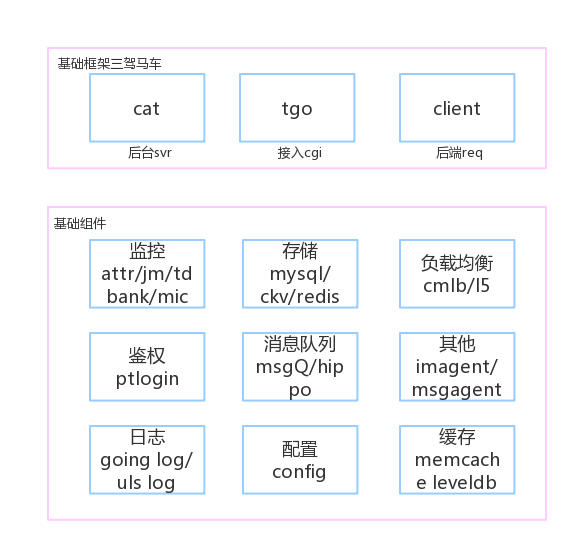 基础框架三驾马车
cat
tgo
client
后台svr
接入cgi
后端req
基础组件
监控
attr/jm/td
bank/mic
存储
mysql/
ckv/redis
负载均衡
cmlb/l5
鉴权
ptlogin
消息队列
msgQ/hip
po
其他
imagent/
msgagent
日志
going log/
uls log
配置
config
缓存
memcach
e leveldb